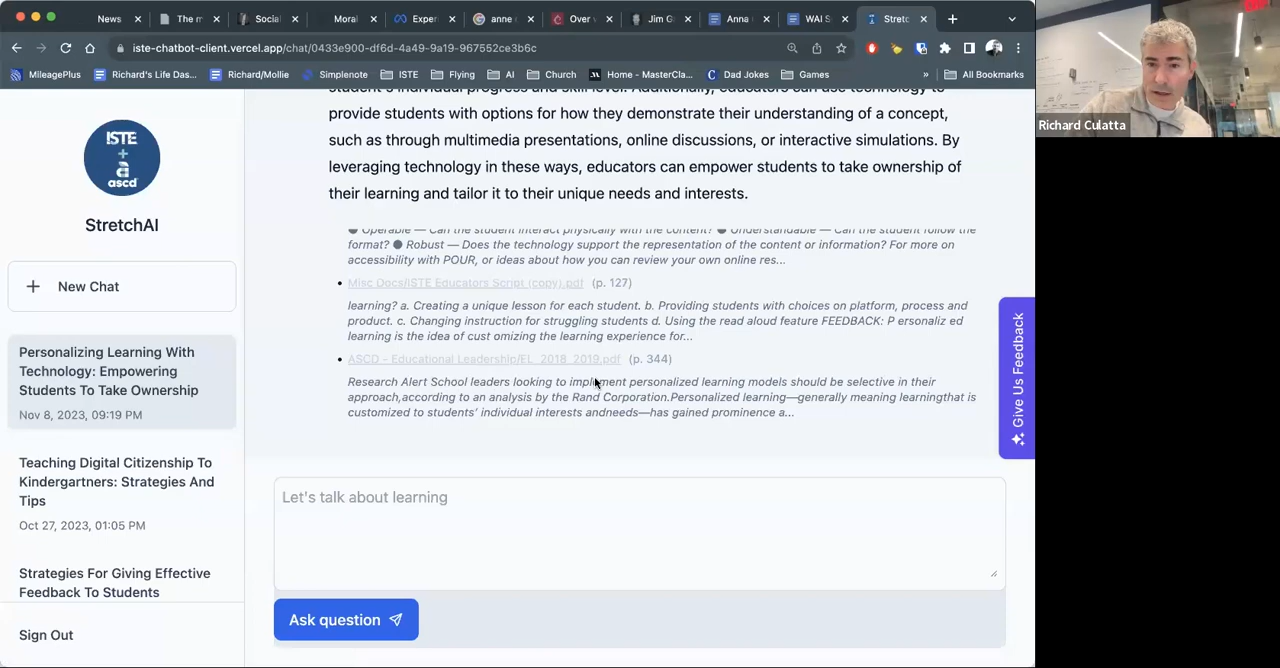 News
The m
Social
Moral
Exper
anne
Over v
Jim G
Anna
WAI S
Stretc
iste-chatbot-client.vercel.app/chat/0433e900-df6d-4a49-9a19-967552ce3b6c
MileagePlus
Richard's Life Das...
Richard/Mollie
Simplenote
ISTE
Flying
AI
Church
Home - MasterCla...
Dad Jokes
Games
»
All Bookmarks
Richard Culatta
ISTE
+
a
ascd
StretchAI
+ New Chat
Personalizing Learning With
Technology: Empowering
Students To Take Ownership
Nov 8, 2023, 09:19 PM
Teaching Digital Citizenship To
Kindergartners: Strategies And
Tips
Oct 27, 2023, 01:05 PM
Strategies For Giving Effective
Feedback To Students
Sign Out
student's individual progress and skill level. Additionally, educators can use technology to
provide students with options for how they demonstrate their understanding of a concept,
such as through multimedia presentations, online discussions, or interactive simulations. By
leveraging technology in these ways, educators can empower students to take ownership of
their learning and tailor it to their unique needs and interests.
● Operable — Can the student interact physically with the content? ● Understandable — Can the student follow the
format? ● Robust — Does the technology support the representation of the content or information? For more on
accessibility with POUR, or ideas about how you can review your own online res...
• Misc Docs/ISTE Educators Script (copy).pdf (p. 127)
learning? a. Creating a unique lesson for each student. b. Providing students with choices on platform, process and
product. c. Changing instruction for struggling students d. Using the read aloud feature FEEDBACK: P ersonaliz ed
learning is the idea of cust omizing the learning experience for...
• ASCD - Educational Leadership/EL_2018_2019.pdf (p. 344)
Research Alert School leaders looking to implement personalized learning models should be selective in their
approach,according to an analysis by the Rand Corporation.Personalized learning—generally meaning learningthat is
customized to students' individual interests andneeds—has gained prominence a...
Give Us Feedback
Let's talk about learning
Ask question